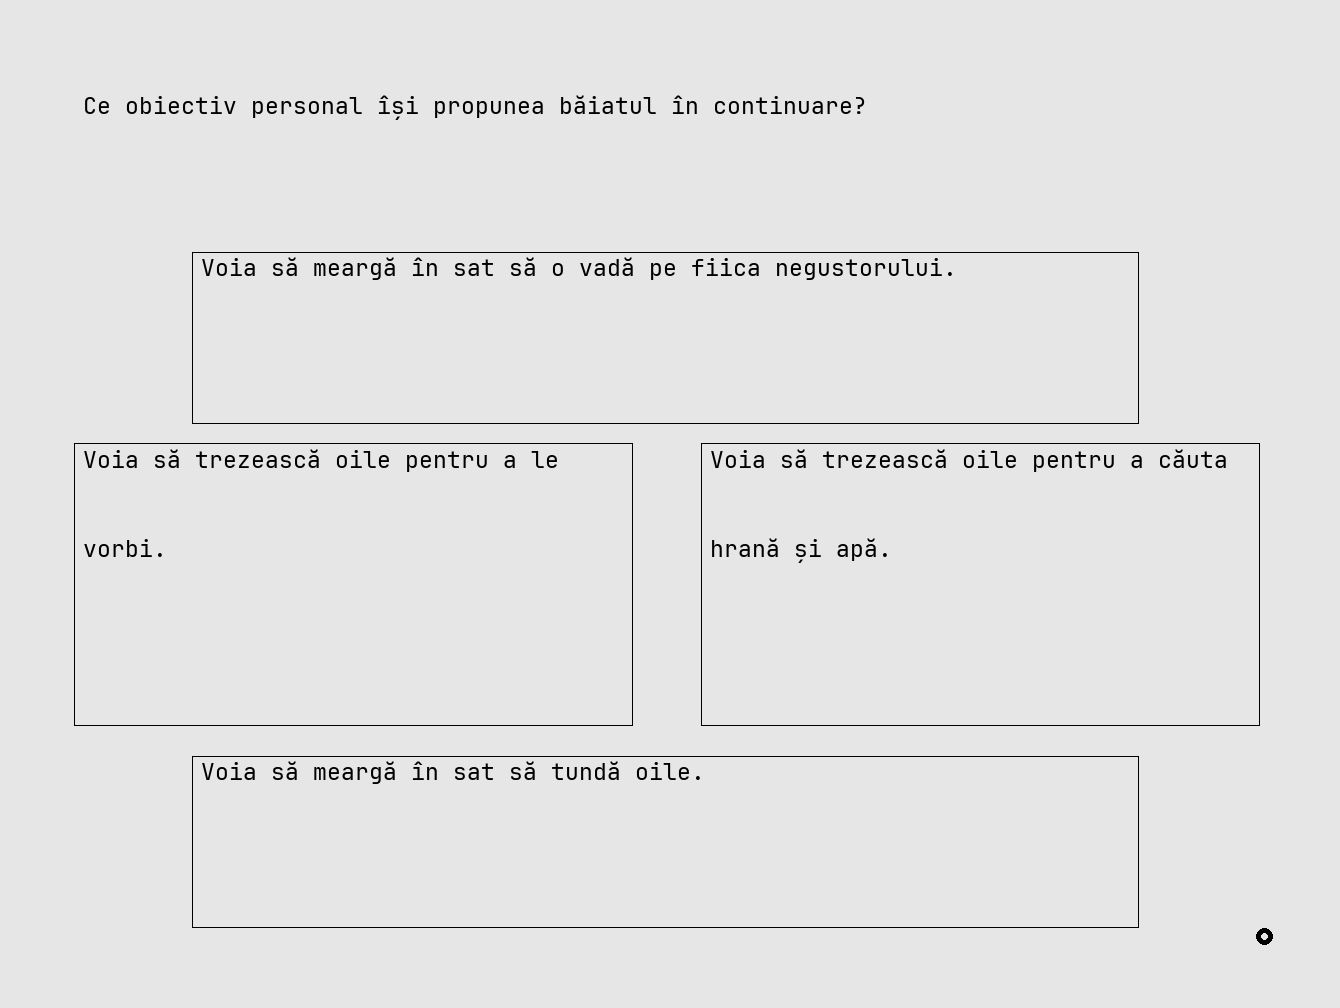 Ce obiectiv personal își propunea băiatul în continuare?
Voia să meargă în sat să o vadă pe fiica negustorului.
Voia să trezească oile pentru a le
vorbi.
Voia să trezească oile pentru a căuta
hrană și apă.
Voia să meargă în sat să tundă oile.